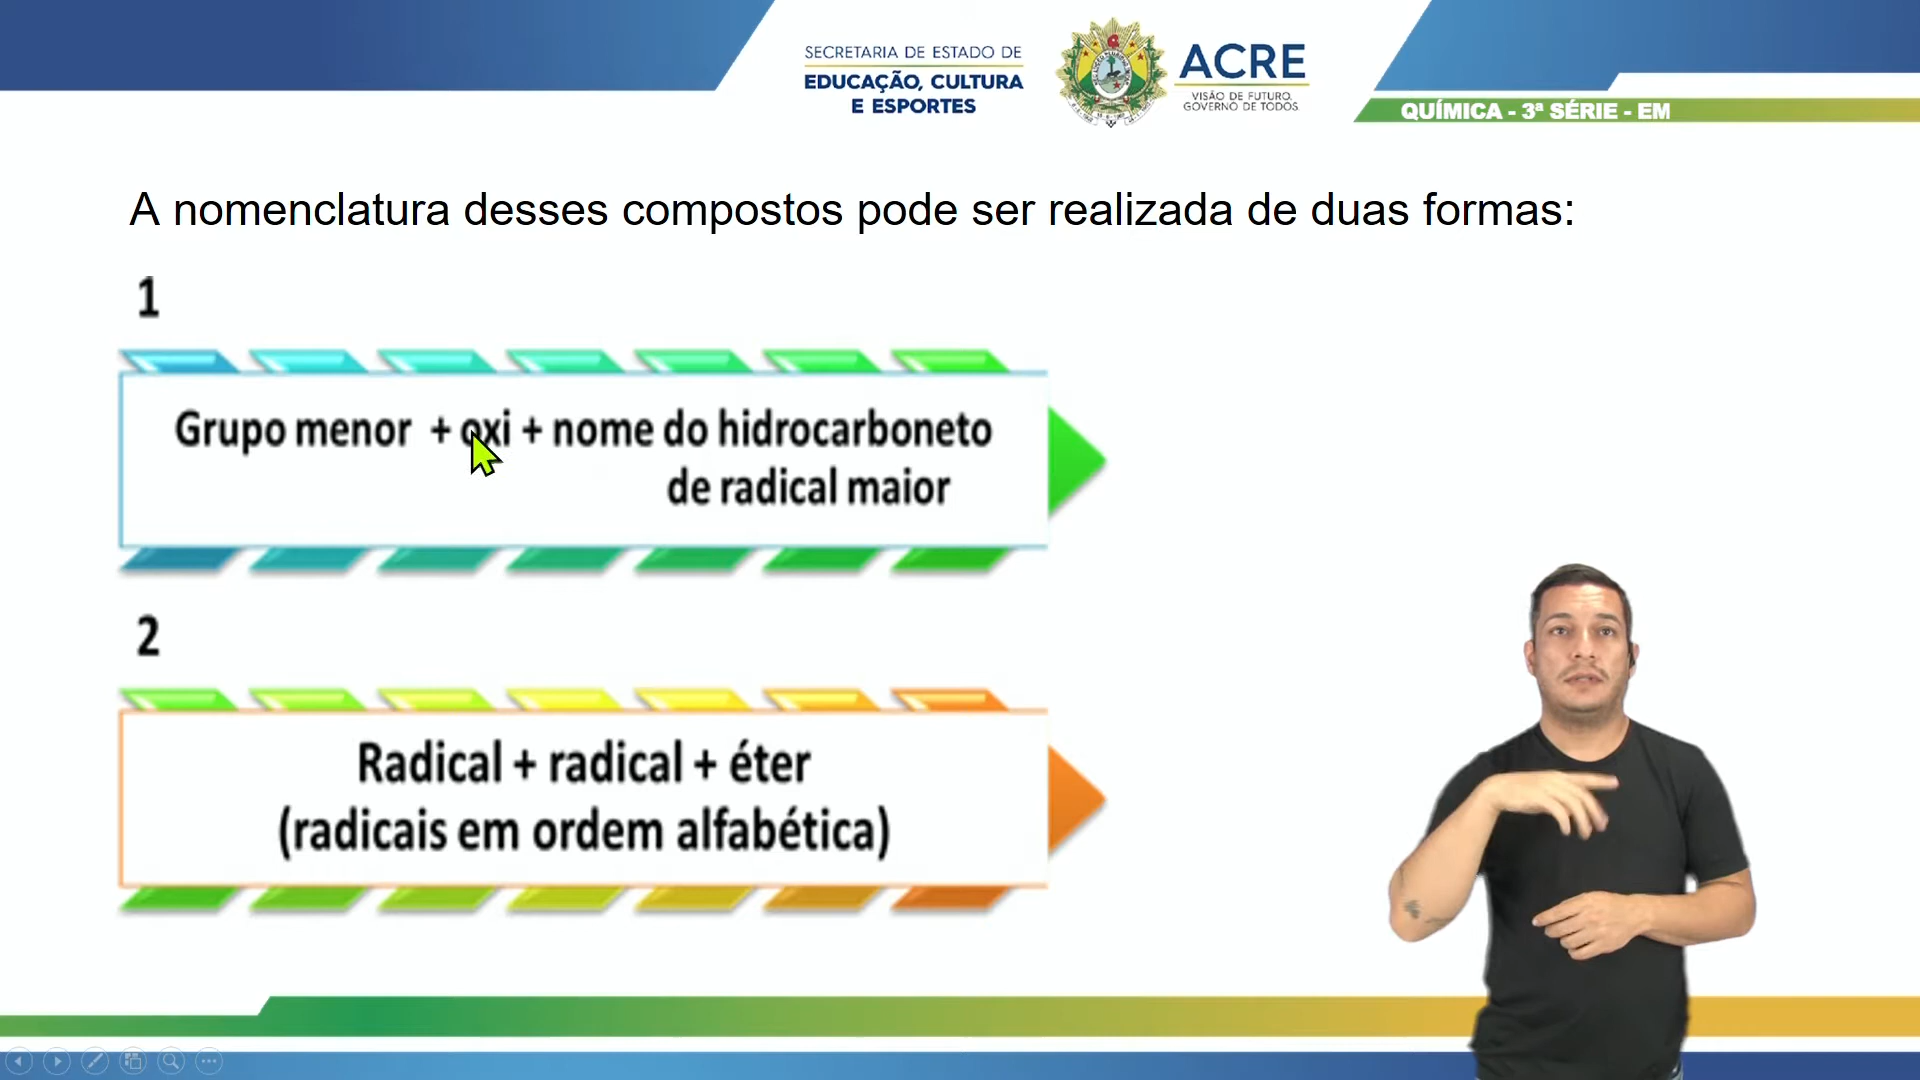 SECRETARIA DE ESTADO DE
EDUCAÇÃO, CULTURA
E ESPORTES
ACRE
VISÃO DE FUTURO.
GOVERNO DE TODOS.
QUÍMICA - 3ª SÉRIE - EM
A nomenclatura desses compostos pode ser realizada de duas formas:
1
Grupo menor + oxi + nome do hidrocarboneto
de radical maior
2
Radical + radical + éter
(radicais em ordem alfabética)